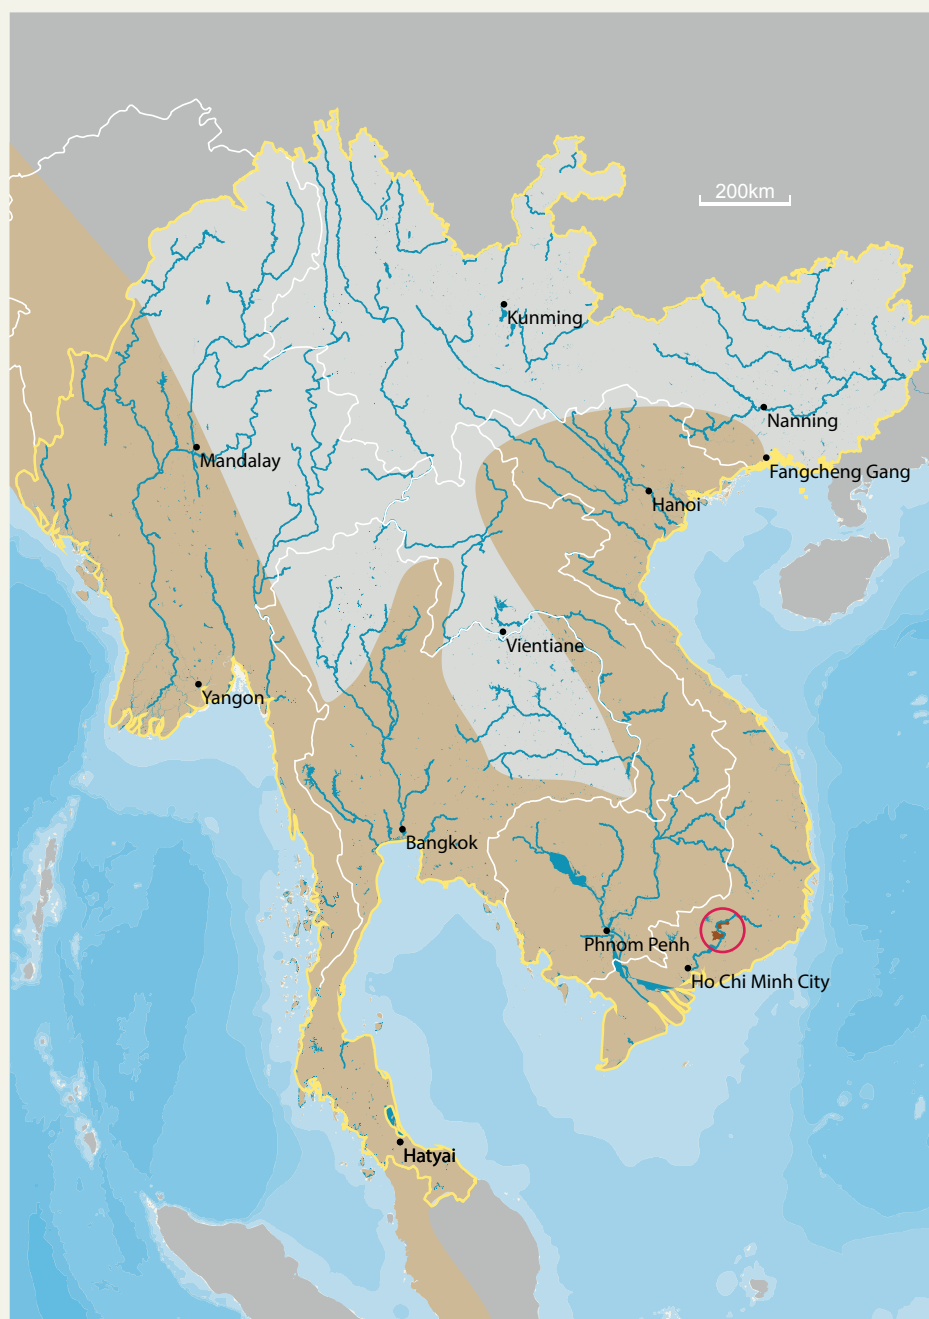 200km
Kunming
Nanning
Mandalay
Fangcheng Gang
Hanoi
Vientiane
Yangon
Bangkok
Phnom Penh
Ho Chi Minh City
Hatyai